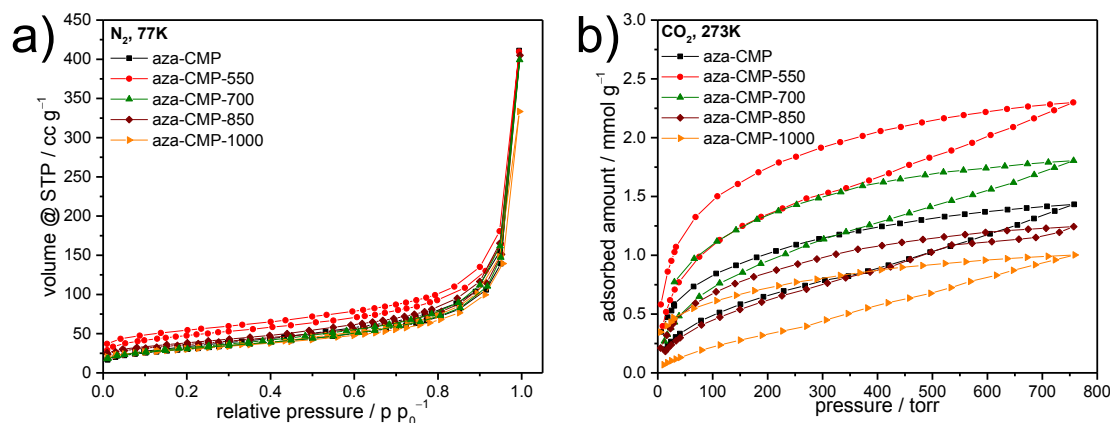 a)
N₂, 77K
aza-CMP
aza-CMP-550
aza-CMP-700
aza-CMP-850
aza-CMP-1000
volume @ STP / cc g⁻¹
450
400
350
300
250
200
150
100
50
0
0.0 0.2 0.4 0.6 0.8 1.0
relative pressure / p p₀⁻¹
b)
CO₂, 273K
aza-CMP
aza-CMP-550
aza-CMP-700
aza-CMP-850
aza-CMP-1000
adsorbed amount / mmol g⁻¹
3.0
2.5
2.0
1.5
1.0
0.5
0.0
0 100 200 300 400 500 600 700 800
pressure / torr